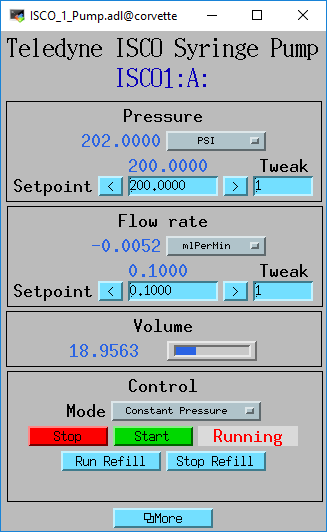 ISCO_1_Pump.adl@corvette
Teledyne ISCO Syringe Pump
ISCO1:A:
Pressure
202.0000 PSI
200.0000 Tweak
Setpoint < 200.0000 > 1
Flow rate
-0.0052 mlPerMin
0.1000 Tweak
Setpoint < 0.1000 > 1
Volume
18.9563
Control
Mode Constant Pressure
Stop Start Running
Run Refill Stop Refill
More